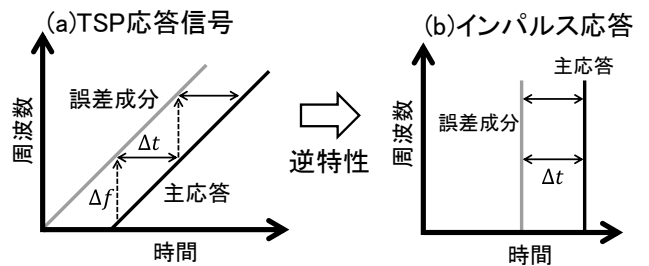 (a)TSP応答信号
周波数
誤差成分
Δt
Δf
主応答
時間
逆特性
(b)インパルス応答
周波数
主応答
誤差成分
Δt
時間